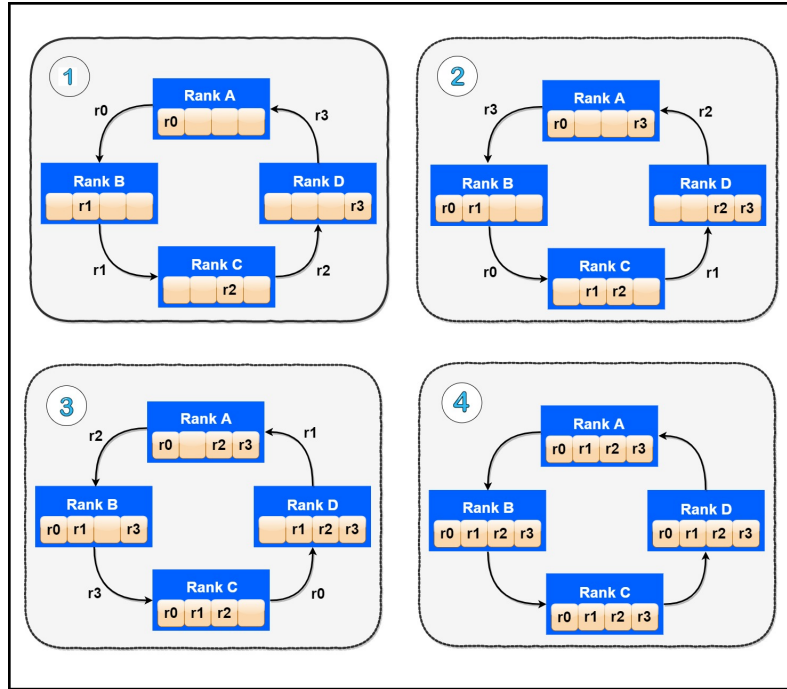 1
Rank A
r0
r0
r3
Rank B
r1
Rank D
r3
r1
Rank C
r2
r2
2
Rank A
r0 r3
r3
r2
Rank B
r0 r1
Rank D
r2 r3
r0
Rank C
r1 r2
r1
3
Rank A
r0 r2 r3
r2
r1
Rank B
r0 r1 r3
Rank D
r1 r2 r3
r3
Rank C
r0 r1 r2
r0
4
Rank A
r0 r1 r2 r3
Rank B
r0 r1 r2 r3
Rank D
r0 r1 r2 r3
Rank C
r0 r1 r2 r3